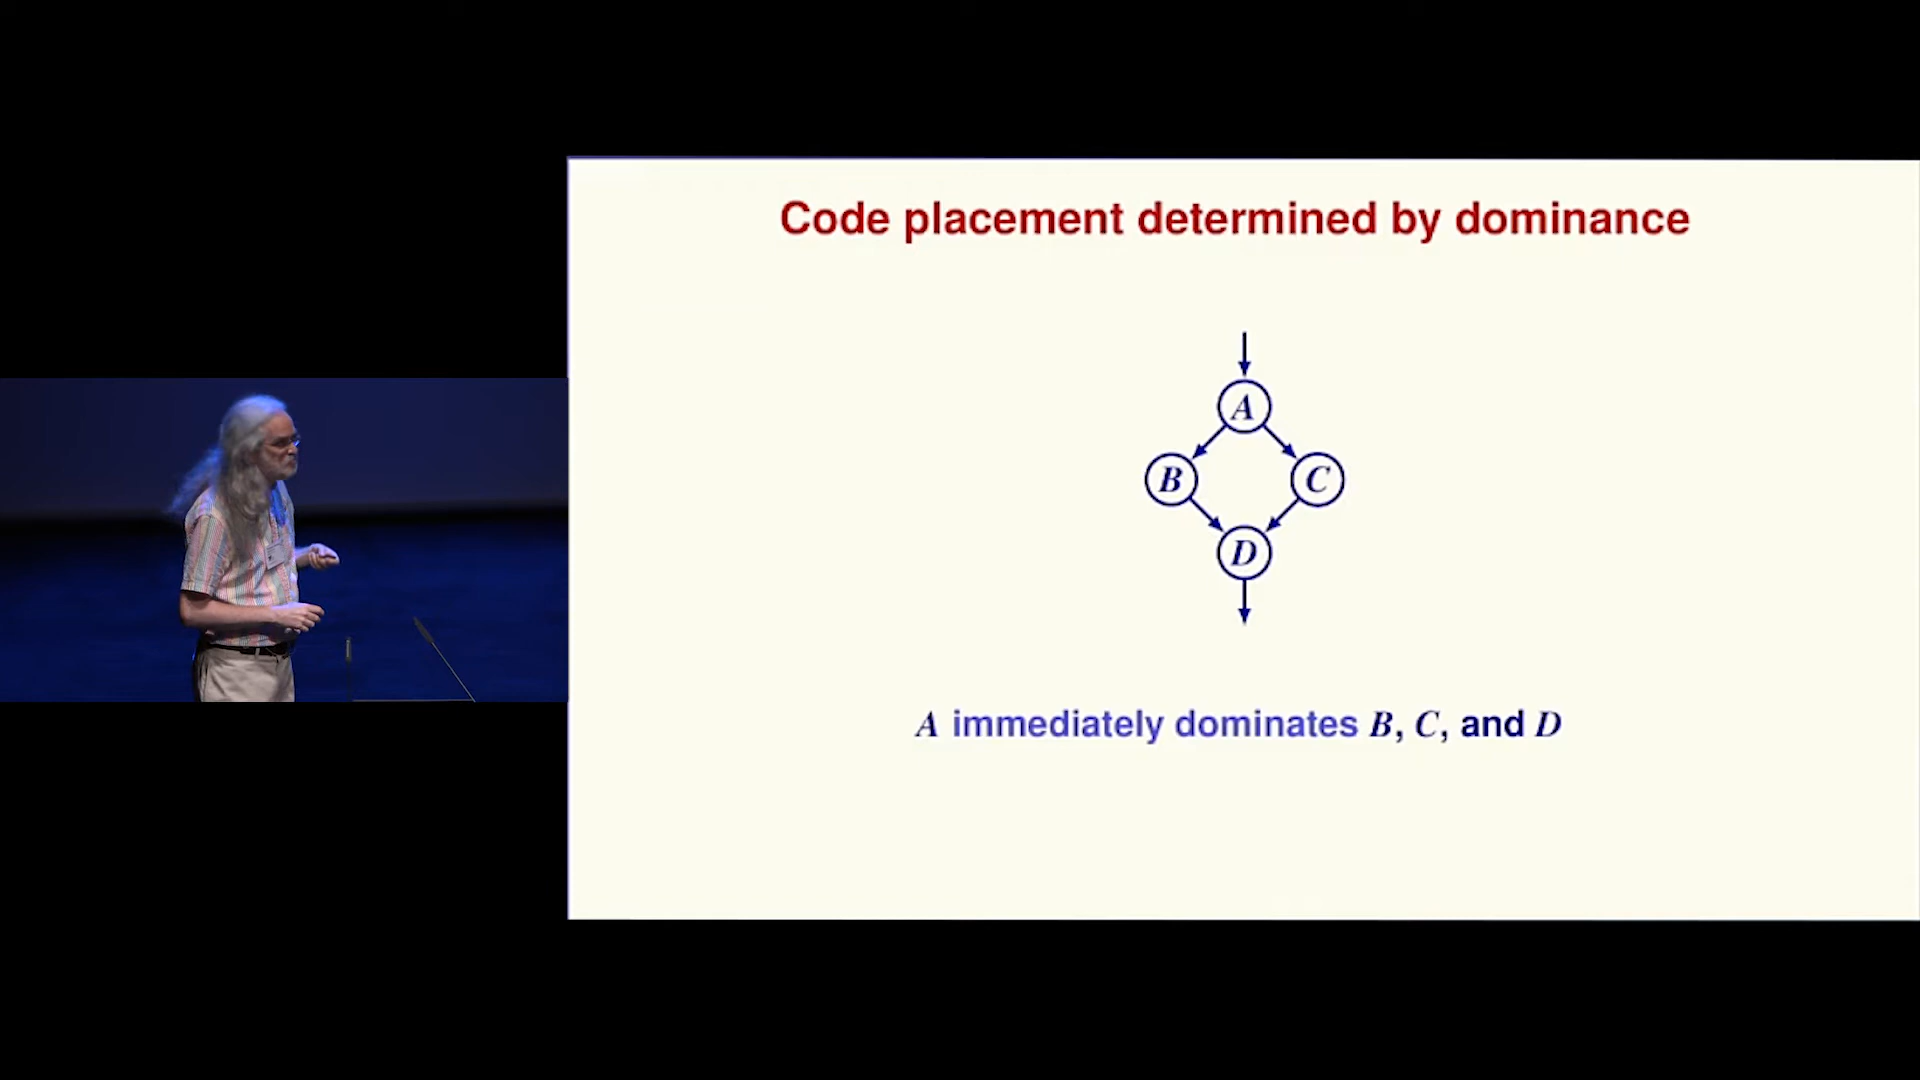 Code placement determined by dominance
A
B
C
D
A immediately dominates B, C, and D